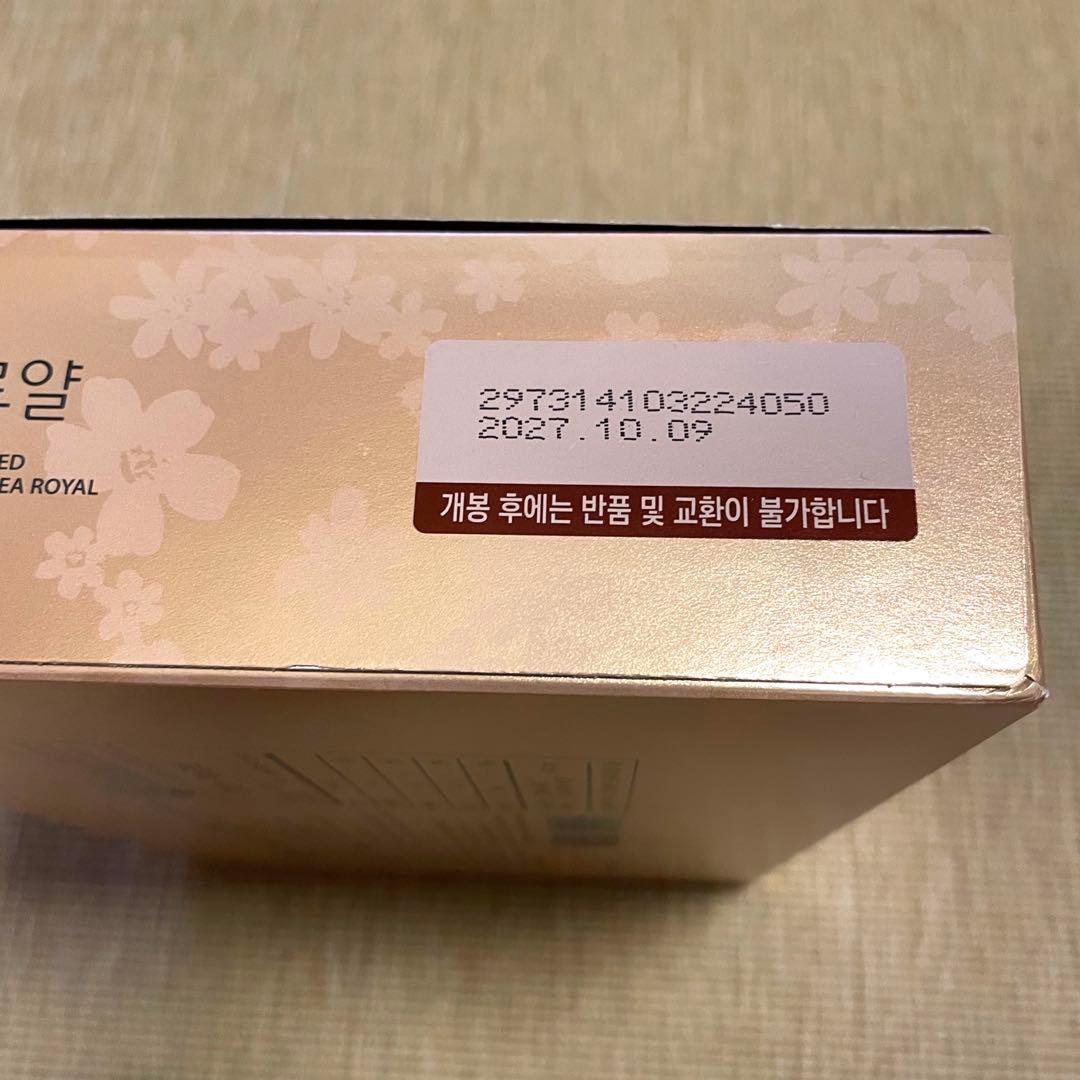 로얄
ED
EA ROYAL
297314103224050
2027.10.09
개봉 후에는 반품 및 교환이 불가합니다